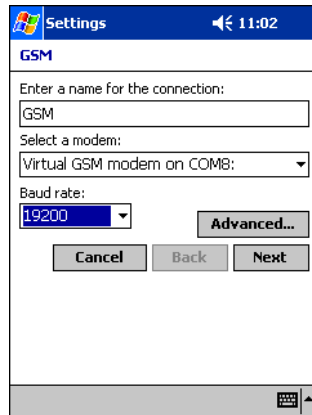 Settings 11:02
GSM
Enter a name for the connection:
GSM
Select a modem:
Virtual GSM modem on COM8:
Baud rate:
19200
Advanced...
Cancel Back Next